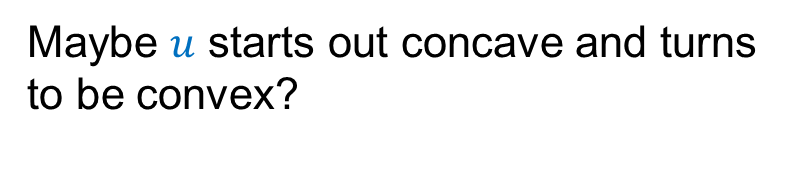 Maybe u starts out concave and turns
to be convex?